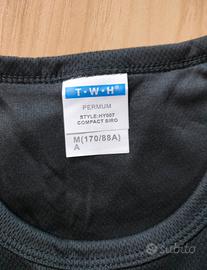 T·W·H®
PERMUM
STYLE:HY007
COMPACT SIRO
M(170/88A)
A
subito